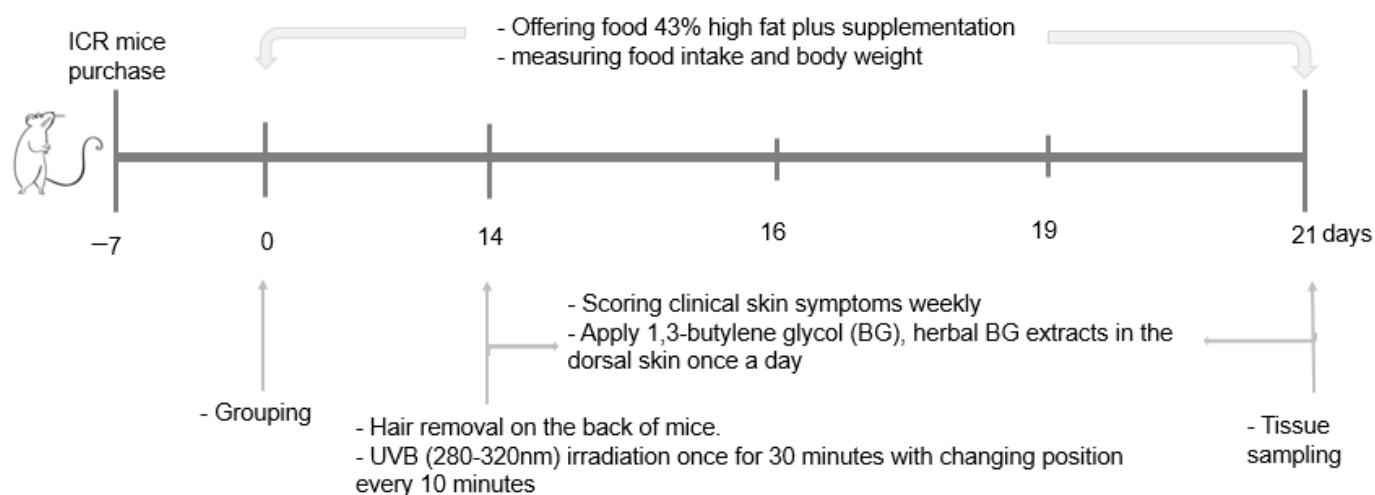 - Offering food 43% high fat plus supplementation
- measuring food intake and body weight
ICR mice
purchase
–7
0
14
16
19
21 days
- Scoring clinical skin symptoms weekly
- Apply 1,3-butylene glycol (BG), herbal BG extracts in the
dorsal skin once a day
- Grouping
- Hair removal on the back of mice.
- UVB (280-320nm) irradiation once for 30 minutes with changing position
every 10 minutes
- Tissue
sampling